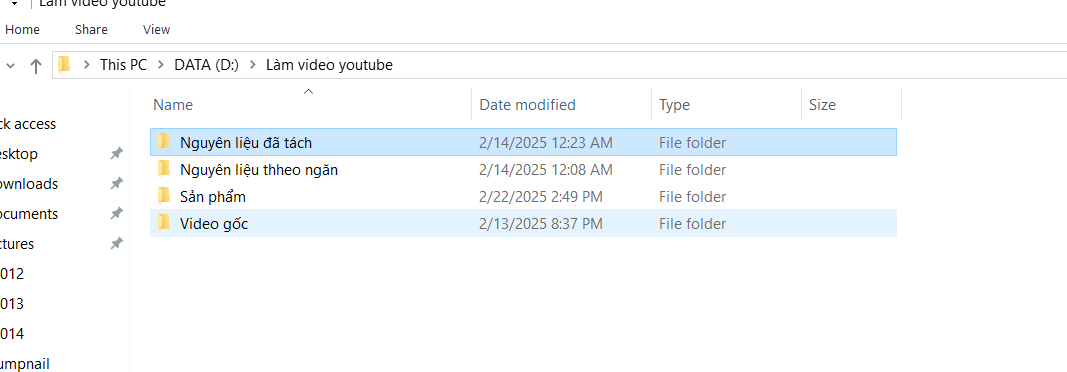 Làm video youtube
Home Share View
This PC > DATA (D:) > Làm video youtube
Name Date modified Type Size
ck access
esktop
ownloads
ocuments
ctures
012
013
014
umpnail
Nguyên liệu đã tách 2/14/2025 12:23 AM File folder
Nguyên liệu thheo ngăn 2/14/2025 12:08 AM File folder
Sản phẩm 2/22/2025 2:49 PM File folder
Video gốc 2/13/2025 8:37 PM File folder